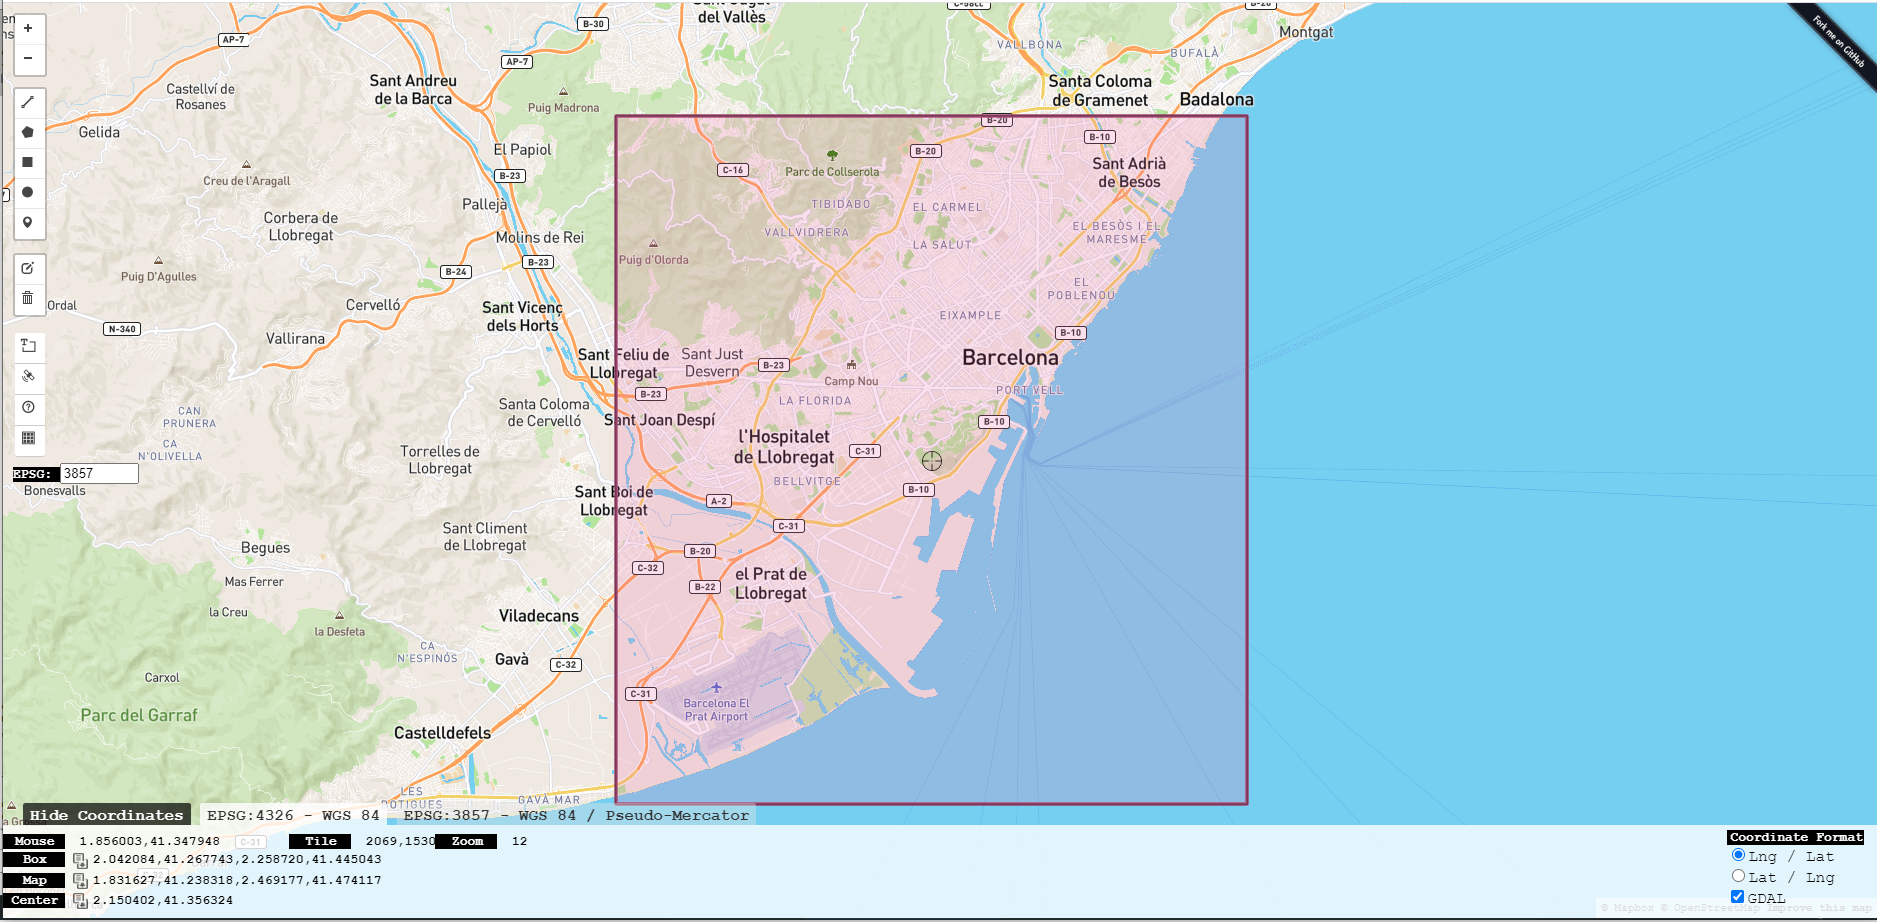 del Vallès
B-30
C-58cc
B-20
AP-7
VALLBONA
Montgat
BUFALÀ
Fork me on GitHub
AP-7
Sant Andreu
de la Barca
Santa Coloma
de Gramenet
Badalona
Castellví de
Rosanes
Puig Madrona
Gelida
B-20
B-10
El Papiol
B-20
Sant Adrià
de Besòs
Creu de l'Aragall
B-23
C-16
Parc de Collserola
Pallejà
TIBIDABO
EL CARMEL
Corbera de
Llobregat
Molins de Rei
VALLVIDRERA
LA SALUT
EL BESÒS I EL
MARESME
Puig D'Agulles
B-24
B-23
Puig d'Olorda
EL
POBLENOU
Ordal
Cervelló
Sant Vicenç
dels Horts
EIXAMPLE
N-340
Vallirana
B-10
Sant Feliu de
Llobregat
Sant Just
Desvern
B-23
Barcelona
Camp Nou
B-23
PORT VELL
LA FLORIDA
CAN
PRUNERA
Santa Coloma
de Cervelló
Sant Joan Despí
B-10
CA
N'OLIVELLA
l'Hospitalet
de Llobregat
C-31
Torrelles de
Llobregat
EPSG: 3857
BELLVITGE
Bonesvalls
Sant Boi de
Llobregat
A-2
B-10
Sant Climent
de Llobregat
C-31
Begues
B-20
C-32
Mas Ferrer
B-22
el Prat de
Llobregat
la Creu
Viladecans
la Desfeta
CA
N'ESPINÓS
Gavà
C-32
Carxol
C-31
Barcelona El
Prat Airport
Parc del Garraf
Castelldefels
LES
BOTIGUES
GAVÀ MAR
Hide Coordinates EPSG:4326 - WGS 84 EPSG:3857 - WGS 84 / Pseudo-Mercator
Mouse 1.856003,41.347948 C-31 Tile 2069,1530 Zoom 12
Box 2.042084,41.267743,2.258720,41.445043
Map 1.831627,41.238318,2.469177,41.474117
Center 2.150402,41.356324
Coordinate Format
Lng / Lat
Lat / Lng
GDAL
© Mapbox © OpenStreetMap Improve this map